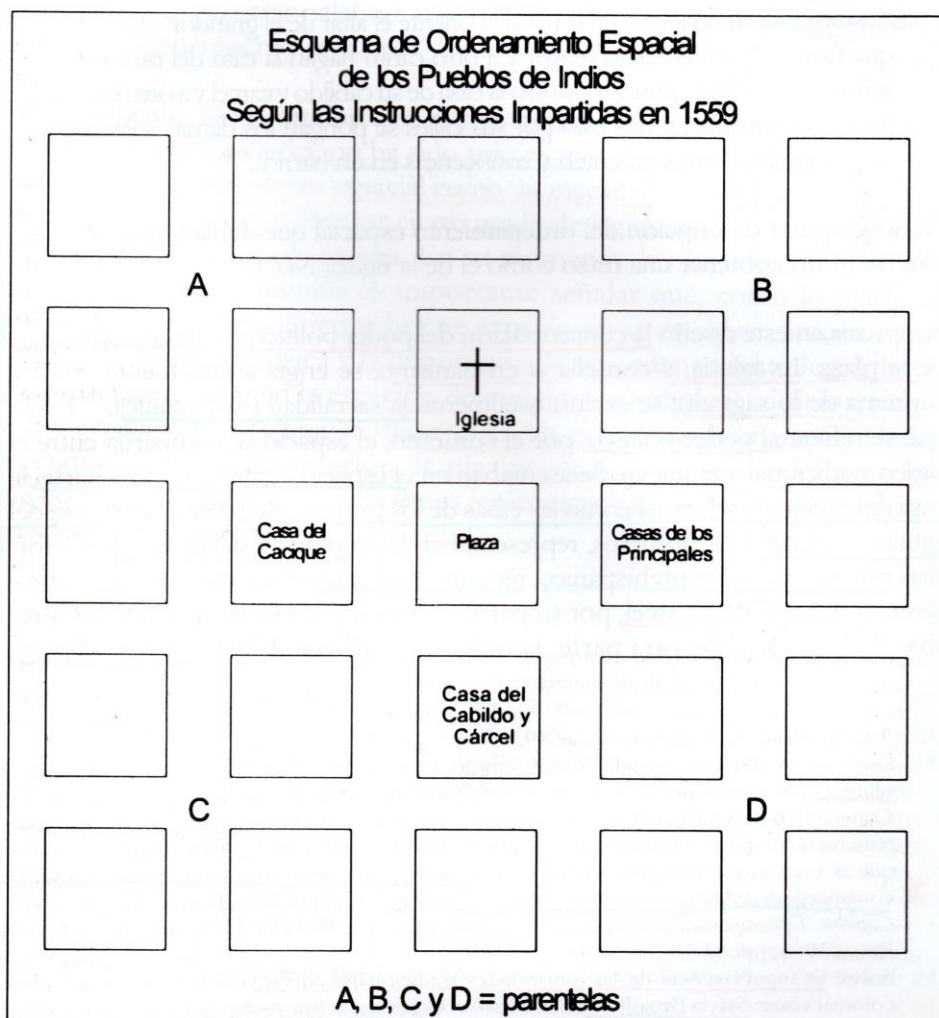 Esquema de Ordenamiento Espacial
de los Pueblos de Indios
Según las Instrucciones Impartidas en 1559
A
B
Iglesia
Casa del
Cacique
Plaza
Casas de los
Principales
Casa del
Cabildo y
Cárcel
C
D
A, B, C y D = parentelas